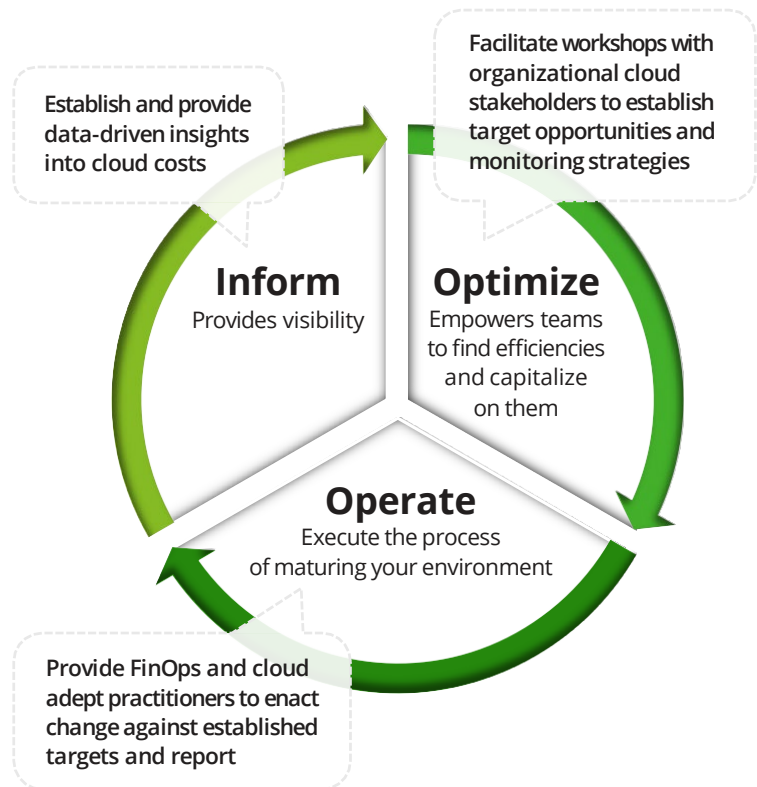 Establish and provide
data-driven insights
into cloud costs
Facilitate workshops with
organizational cloud
stakeholders to establish
target opportunities and
monitoring strategies
Inform
Provides visibility
Optimize
Empowers teams
to find efficiencies
and capitalize
on them
Operate
Execute the process
of maturing your environment
Provide FinOps and cloud
adept practitioners to enact
change against established
targets and report